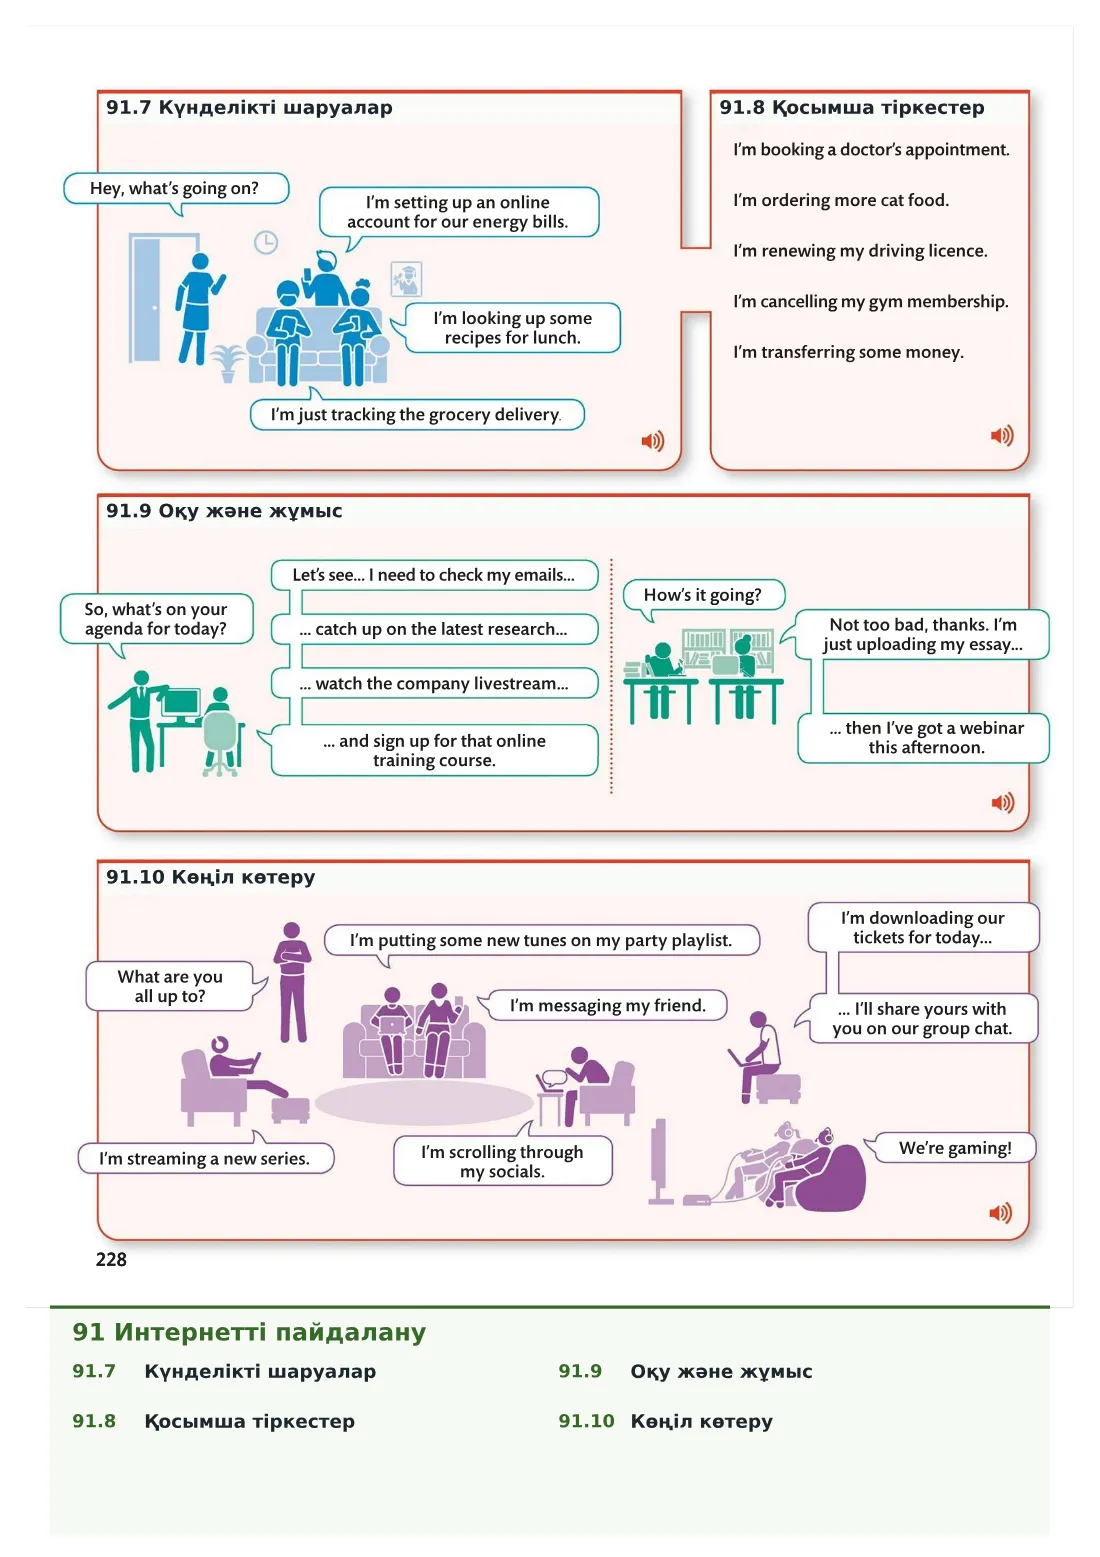 91.7 Күнделікті шаруалар
Hey, what's going on?
I'm setting up an online
account for our energy bills.
I'm looking up some
recipes for lunch.
I'm just tracking the grocery delivery.
91.8 Қосымша тіркестер
I'm booking a doctor's appointment.
I'm ordering more cat food.
I'm renewing my driving licence.
I'm cancelling my gym membership.
I'm transferring some money.
91.9 Оқу және жұмыс
So, what's on your
agenda for today?
Let's see... I need to check my emails...
... catch up on the latest research...
... watch the company livestream...
... and sign up for that online
training course.
How's it going?
Not too bad, thanks. I'm
just uploading my essay...
... then I've got a webinar
this afternoon.
91.10 Көңіл көтеру
What are you
all up to?
I'm putting some new tunes on my party playlist.
I'm messaging my friend.
I'm downloading our
tickets for today...
... I'll share yours with
you on our group chat.
I'm streaming a new series.
I'm scrolling through
my socials.
We're gaming!
228
91 Интернетті пайдалану
91.7 Күнделікті шаруалар
91.8 Қосымша тіркестер
91.9 Оқу және жұмыс
91.10 Көңіл көтеру